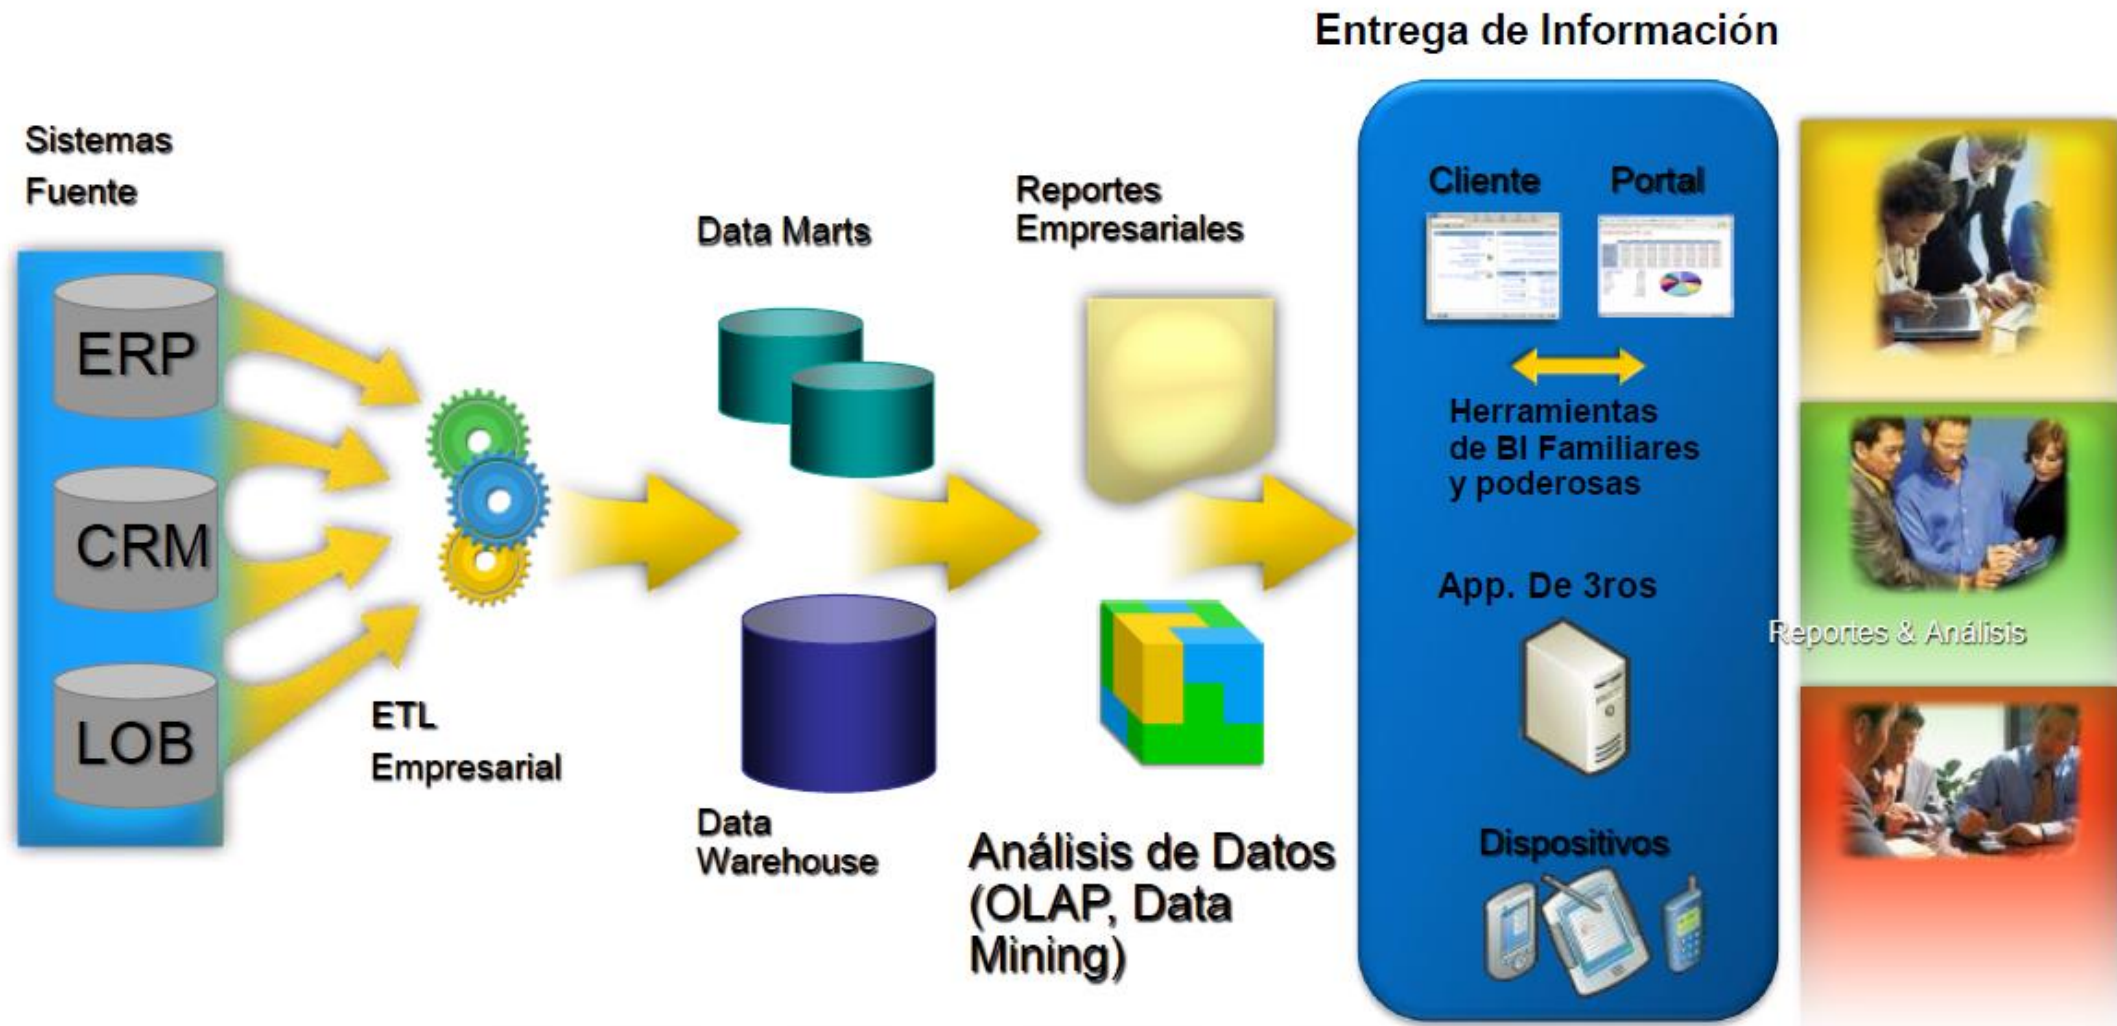 Entrega de Información
Sistemas
Fuente
ERP
CRM
LOB
ETL
Empresarial
Data Marts
Data
Warehouse
Reportes
Empresariales
Análisis de Datos
(OLAP, Data
Mining)
Cliente
Portal
Herramientas
de BI Familiares
y poderosas
App. De 3ros
Dispositivos
Reportes & Análisis